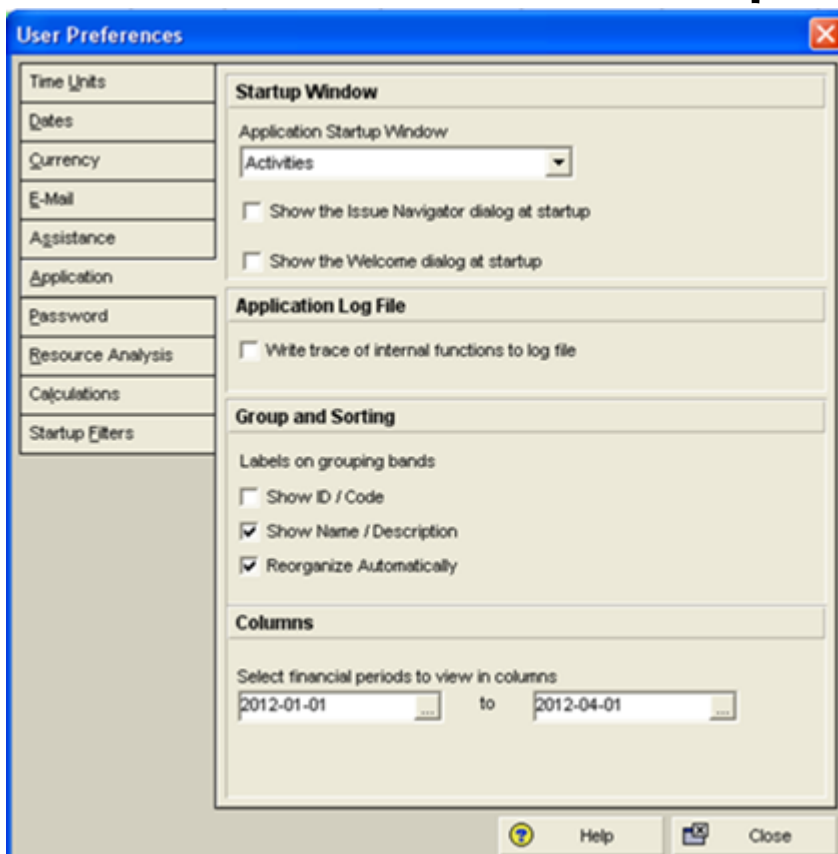 User Preferences
Time Units
Dates
Currency
E-Mail
Assistance
Application
Password
Resource Analysis
Calculations
Startup Filters
Startup Window
Application Startup Window
Activities
Show the Issue Navigator dialog at startup
Show the Welcome dialog at startup
Application Log File
Write trace of internal functions to log file
Group and Sorting
Labels on grouping bands
Show ID / Code
Show Name / Description
Reorganize Automatically
Columns
Select financial periods to view in columns
2012-01-01 ... to 2012-04-01 ...
Help Close